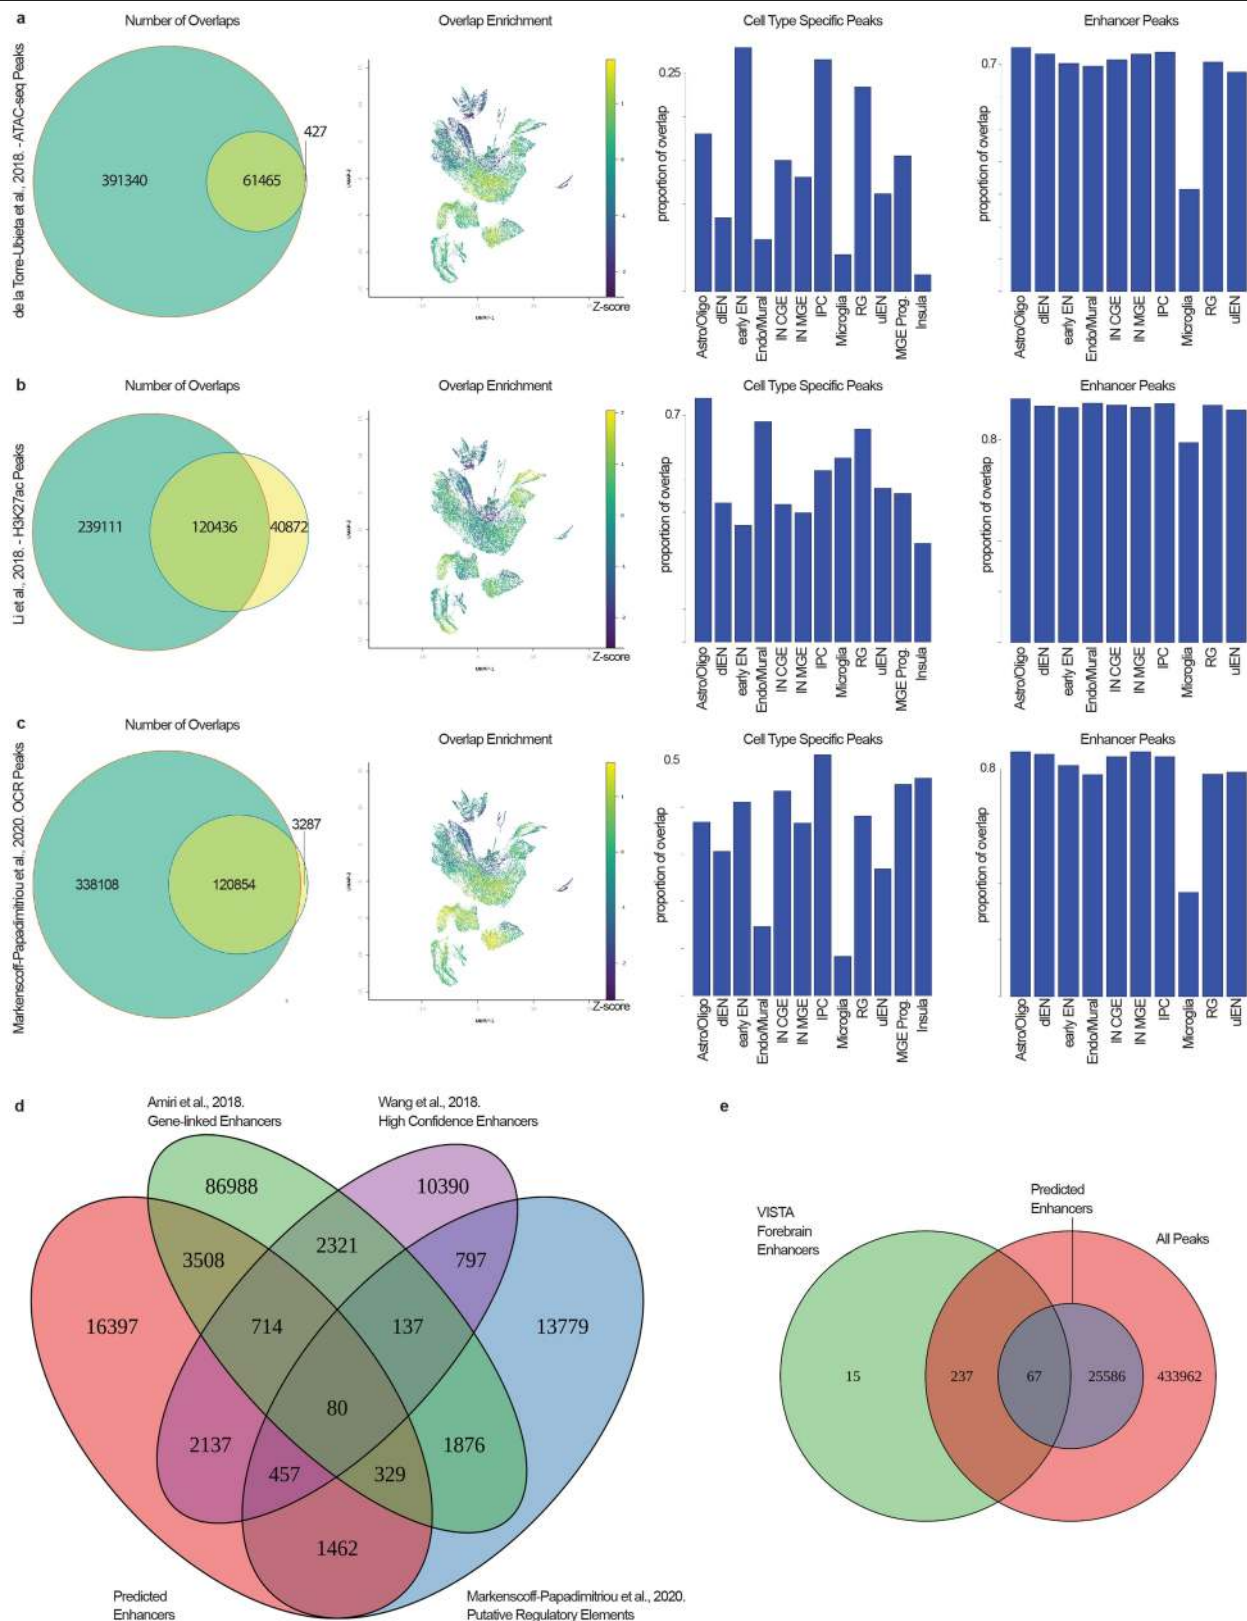 a
Number of Overlaps
Overlap Enrichment
Cell Type Specific Peaks
Enhancer Peaks
de la Torre-Ubieta et al., 2018. - ATAC-seq Peaks
391340
61465
427
Z-score
proportion of overlap
0.25
Astro/Oligo
dlEN
early EN
Endo/Mural
IN CGE
IN MGE
IPC
Microglia
RG
ulEN
MGE Prog.
Insula
proportion of overlap
0.7
Astro/Oligo
dlEN
early EN
Endo/Mural
IN CGE
IN MGE
IPC
Microglia
RG
ulEN
b
Number of Overlaps
Overlap Enrichment
Cell Type Specific Peaks
Enhancer Peaks
Li et al., 2018. - H3K27ac Peaks
239111
120436
40872
Z-score
proportion of overlap
0.7
Astro/Oligo
dlEN
early EN
Endo/Mural
IN CGE
IN MGE
IPC
Microglia
RG
ulEN
MGE Prog.
Insula
proportion of overlap
0.8
Astro/Oligo
dlEN
early EN
Endo/Mural
IN CGE
IN MGE
IPC
Microglia
RG
ulEN
c
Number of Overlaps
Overlap Enrichment
Cell Type Specific Peaks
Enhancer Peaks
Markenscoff-Papadimitriou et al., 2020. OCR Peaks
338108
120854
3287
Z-score
proportion of overlap
0.5
Astro/Oligo
dlEN
early EN
Endo/Mural
IN CGE
IN MGE
IPC
Microglia
RG
ulEN
MGE Prog.
Insula
proportion of overlap
0.8
Astro/Oligo
dlEN
early EN
Endo/Mural
IN CGE
IN MGE
IPC
Microglia
RG
ulEN
d
Amiri et al., 2018.
Gene-linked Enhancers
Wang et al., 2018.
High Confidence Enhancers
86988
10390
3508
2321
797
16397
714
137
13779
80
2137
1876
457
329
1462
Predicted
Enhancers
Markenscoff-Papadimitriou et al., 2020.
Putative Regulatory Elements
e
VISTA
Forebrain
Enhancers
Predicted
Enhancers
All Peaks
15
237
67
25586
433962